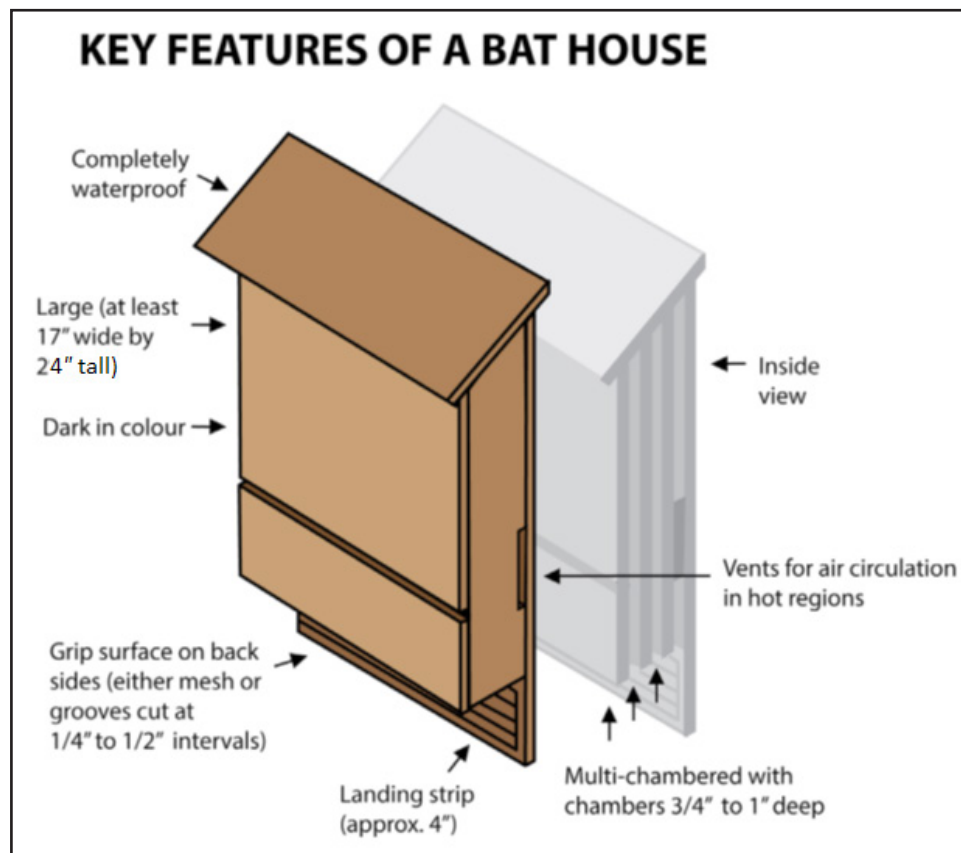 KEY FEATURES OF A BAT HOUSE
Completely
waterproof
Large (at least
17" wide by
24" tall)
Dark in colour
Inside
view
Vents for air circulation
in hot regions
Grip surface on back
sides (either mesh or
grooves cut at
1/4" to 1/2" intervals)
Landing strip
(approx. 4")
Multi-chambered with
chambers 3/4" to 1" deep